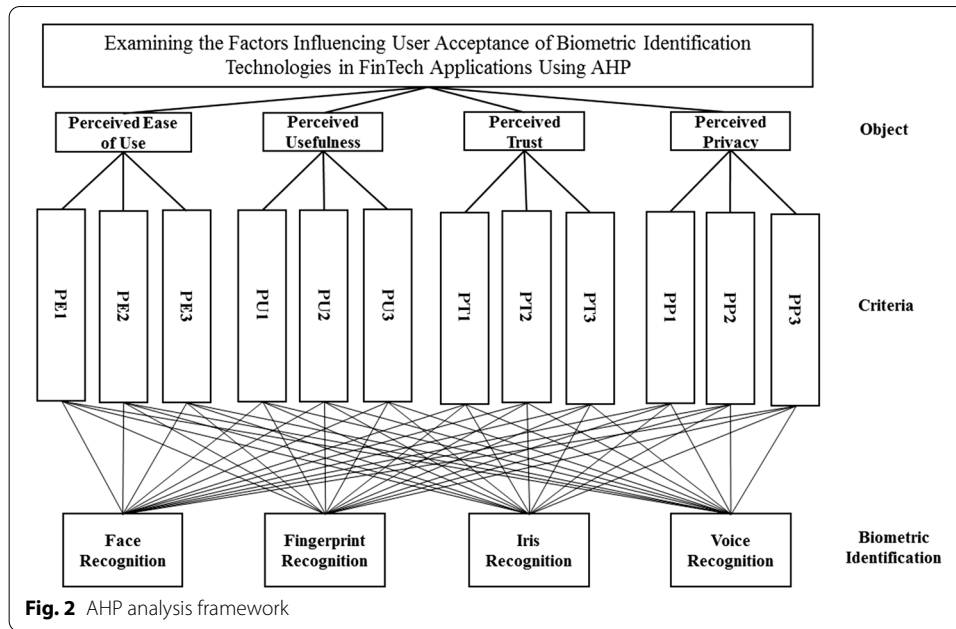 Examining the Factors Influencing User Acceptance of Biometric Identification
Technologies in FinTech Applications Using AHP
Perceived Ease
of Use
Perceived
Usefulness
Perceived
Trust
Perceived
Privacy
Object
PE1
PE2
PE3
PU1
PU2
PU3
PT1
PT2
PT3
PP1
PP2
PP3
Criteria
Face
Recognition
Fingerprint
Recognition
Iris
Recognition
Voice
Recognition
Biometric
Identification
Fig. 2 AHP analysis framework